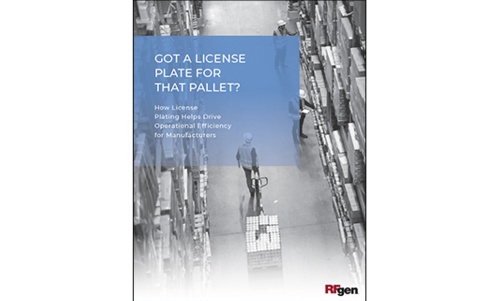 GOT A LICENSE
PLATE FOR
THAT PALLET?
How License
Plating Helps Drive
Operational Efficiency
for Manufacturers
RFgen